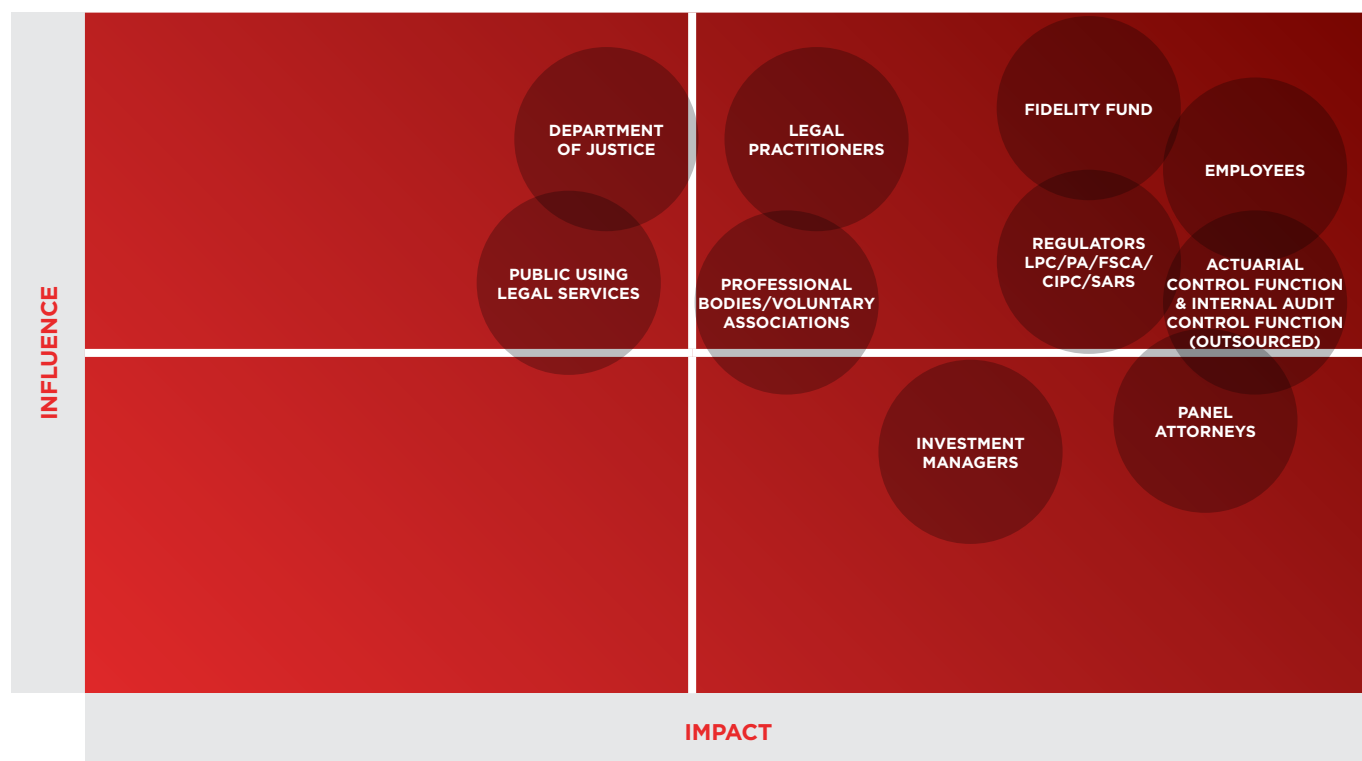 DEPARTMENT
OF JUSTICE
LEGAL
PRACTITIONERS
FIDELITY FUND
EMPLOYEES
PUBLIC USING
LEGAL SERVICES
PROFESSIONAL
BODIES/VOLUNTARY
ASSOCIATIONS
REGULATORS
LPC/PA/FSCA/
CIPC/SARS
ACTUARIAL
CONTROL FUNCTION
& INTERNAL AUDIT
CONTROL FUNCTION
(OUTSOURCED)
INVESTMENT
MANAGERS
PANEL
ATTORNEYS
INFLUENCE
IMPACT